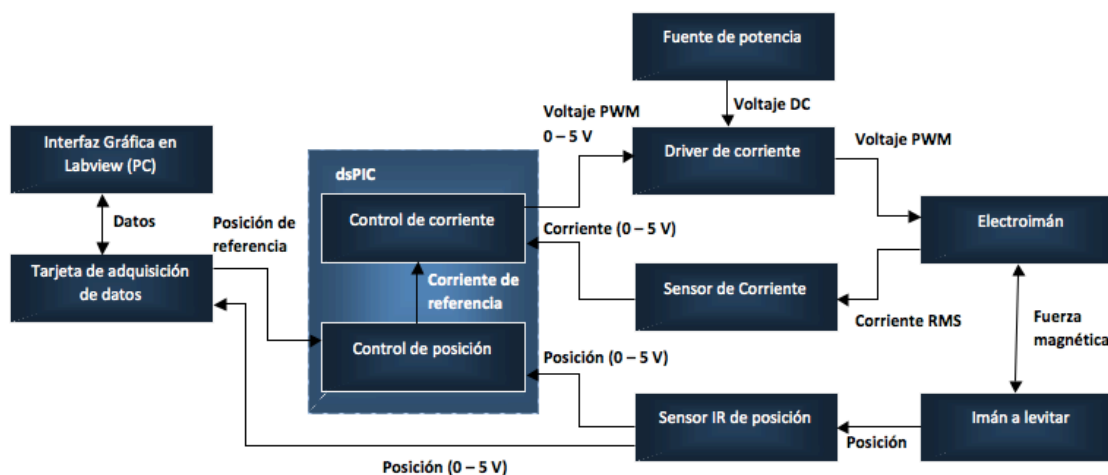 Fuente de potencia
Voltaje DC
Voltaje PWM
0 – 5 V
Driver de corriente
Voltaje PWM
Interfaz Gráfica en
Labview (PC)
Datos
Posición de
referencia
Tarjeta de adquisición
de datos
dsPIC
Control de corriente
Corriente de
referencia
Control de posición
Corriente (0 – 5 V)
Sensor de Corriente
Corriente RMS
Electroimán
Fuerza
magnética
Posición (0 – 5 V)
Sensor IR de posición
Posición
Imán a levitar
Posición (0 – 5 V)